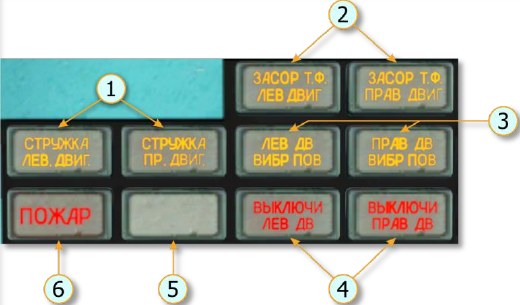 2
ЗАСОР Т.Ф.
ЛЕВ ДВИГ
ЗАСОР Т.Ф.
ПРАВ ДВИГ
1
3
СТРУЖКА
ЛЕВ. ДВИГ.
СТРУЖКА
ПР. ДВИГ.
ЛЕВ ДВ
ВИБР ПОВ
ПРАВ ДВ
ВИБР ПОВ
ПОЖАР
ВЫКЛЮЧИ
ЛЕВ ДВ
ВЫКЛЮЧИ
ПРАВ ДВ
6
5
4